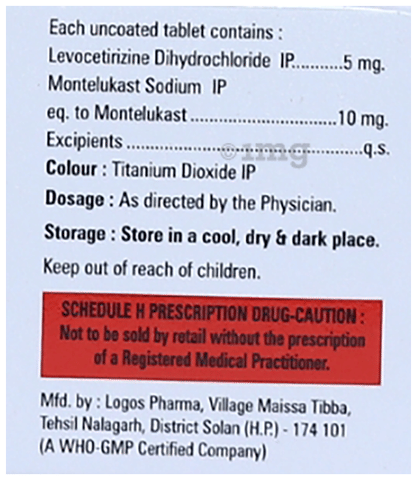 Each uncoated tablet contains :
Levocetirizine Dihydrochloride IP..........5 mg.
Montelukast Sodium IP
eq. to Montelukast ................................10 mg.
Excipients ....................................................q.s.
1mg
Colour : Titanium Dioxide IP
Dosage : As directed by the Physician.
Storage : Store in a cool, dry & dark place.
Keep out of reach of children.
SCHEDULE H PRESCRIPTION DRUG-CAUTION :
Not to be sold by retail without the prescription
of a Registered Medical Practitioner.
Mfd. by : Logos Pharma, Village Maissa Tibba,
Tehsil Nalagarh, District Solan (H.P.) - 174 101
(A WHO-GMP Certified Company)